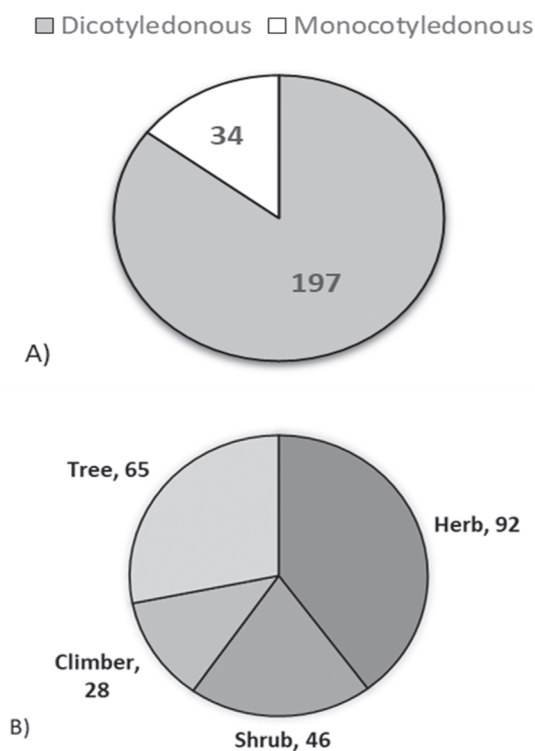 Dicotyledonous Monocotyledonous
34
197
A)
Tree, 65
Herb, 92
Climber,
28
Shrub, 46
B)